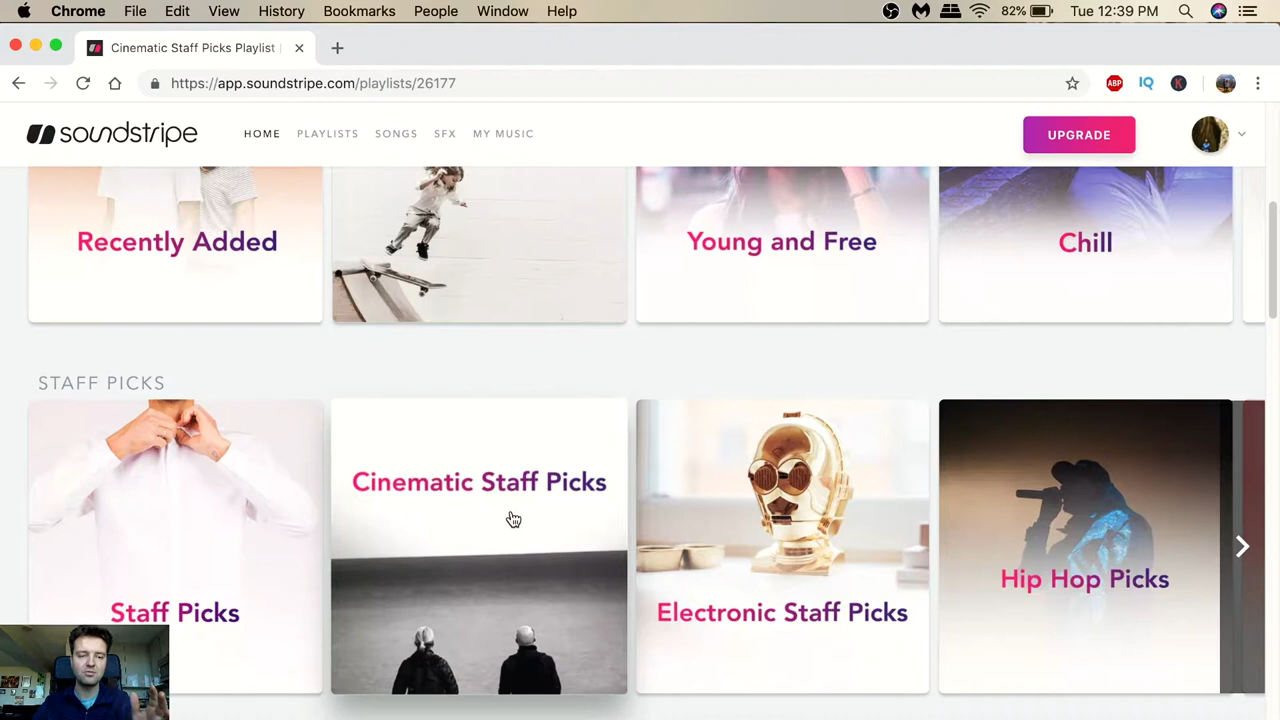 Chrome File Edit View History Bookmarks People Window Help 82% Tue 12:39 PM
Cinematic Staff Picks Playlist |
https://app.soundstripe.com/playlists/26177 ABP IQ K
soundstripe HOME PLAYLISTS SONGS SFX MY MUSIC UPGRADE
Recently Added Young and Free Chill
STAFF PICKS
Cinematic Staff Picks
Hip Hop Picks
Staff Picks Electronic Staff Picks